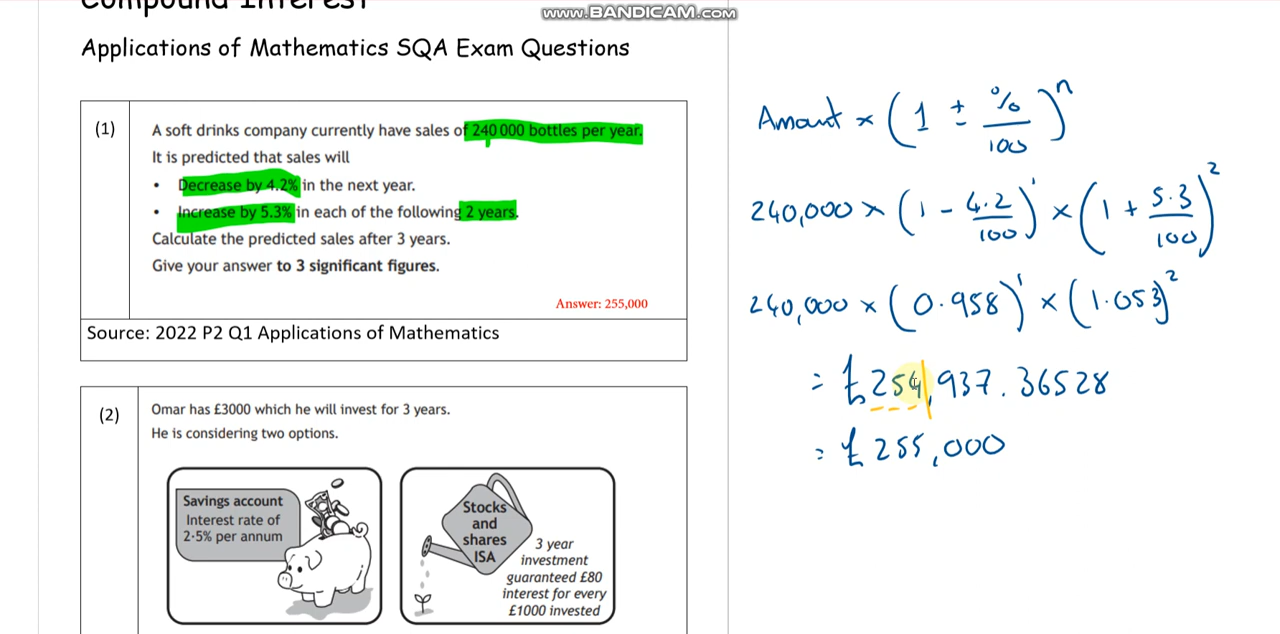 Compound Interest
www.BANDICAM.com
Applications of Mathematics SQA Exam Questions
(1)
A soft drinks company currently have sales of 240 000 bottles per year.
It is predicted that sales will
• Decrease by 4.2% in the next year.
• Increase by 5.3% in each of the following 2 years.
Calculate the predicted sales after 3 years.
Give your answer to 3 significant figures.
Answer: 255,000
Source: 2022 P2 Q1 Applications of Mathematics
(2)
Omar has £3000 which he will invest for 3 years.
He is considering two options.
Savings account
Interest rate of
2·5% per annum
Stocks
and
shares
ISA
3 year
investment
guaranteed £80
interest for every
£1000 invested
Amount × (1 ± %/100)^n
240,000 × (1 - 4.2/100)^1 × (1 + 5.3/100)^2
240,000 × (0.958)^1 × (1.053)^2
= £254,937.36528
= £255,000